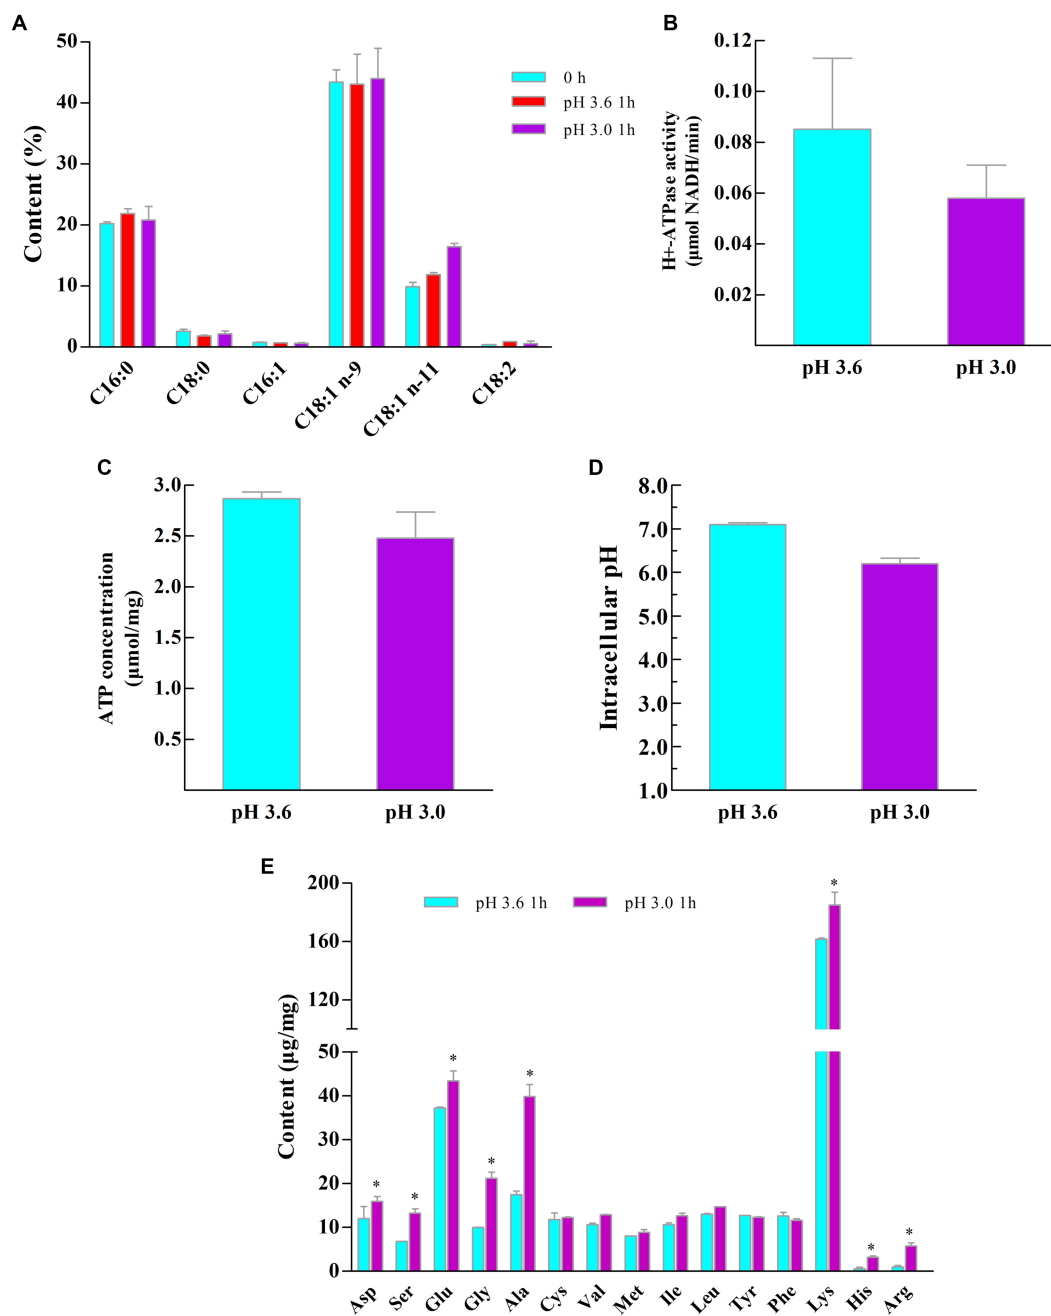 A
50
40
30
20
10
0
Content (%)
0 h
pH 3.6 1h
pH 3.0 1h
C16:0
C18:0
C16:1
C18:1 n-9
C18:1 n-11
C18:2
B
0.12
0.10
0.08
0.06
0.04
0.02
H+-ATPase activity
(μmol NADH/min)
pH 3.6
pH 3.0
C
3.0
2.5
2.0
1.5
1.0
0.5
ATP concentration
(μmol/mg)
pH 3.6
pH 3.0
D
8.0
7.0
6.0
5.0
4.0
3.0
2.0
1.0
Intracellular pH
pH 3.6
pH 3.0
E
200
160
120
50
40
30
20
10
0
Content (μg/mg)
pH 3.6 1h
pH 3.0 1h
* * * * * * * *
Asp
Ser
Glu
Gly
Ala
Cys
Val
Met
Ile
Leu
Tyr
Phe
Lys
His
Arg